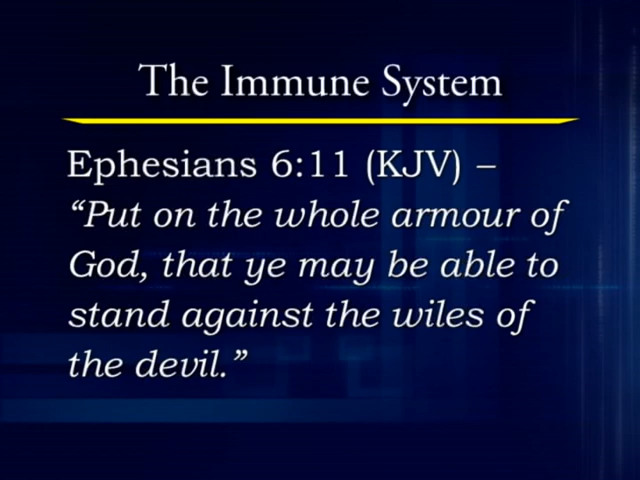 The Immune System
Ephesians 6:11 (KJV) –
“Put on the whole armour of
God, that ye may be able to
stand against the wiles of
the devil.”